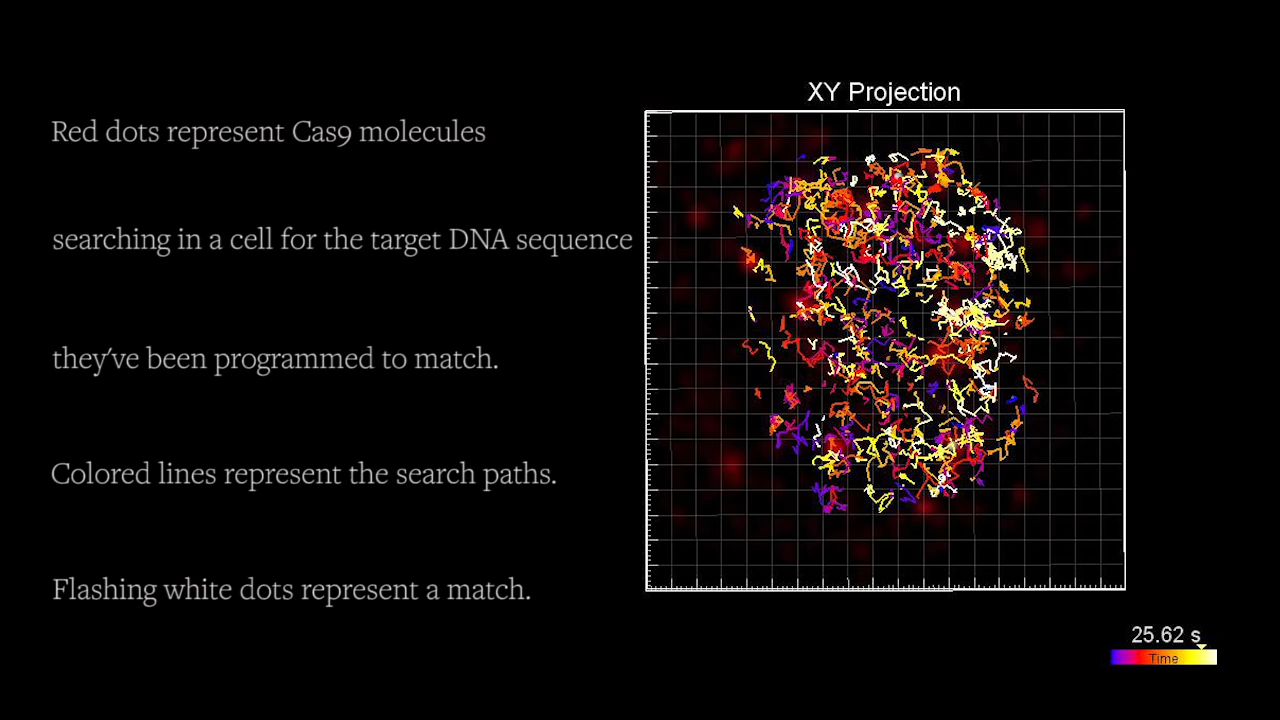 XY Projection
Red dots represent Cas9 molecules
searching in a cell for the target DNA sequence
they've been programmed to match.
Colored lines represent the search paths.
Flashing white dots represent a match.
25.62 s
Time